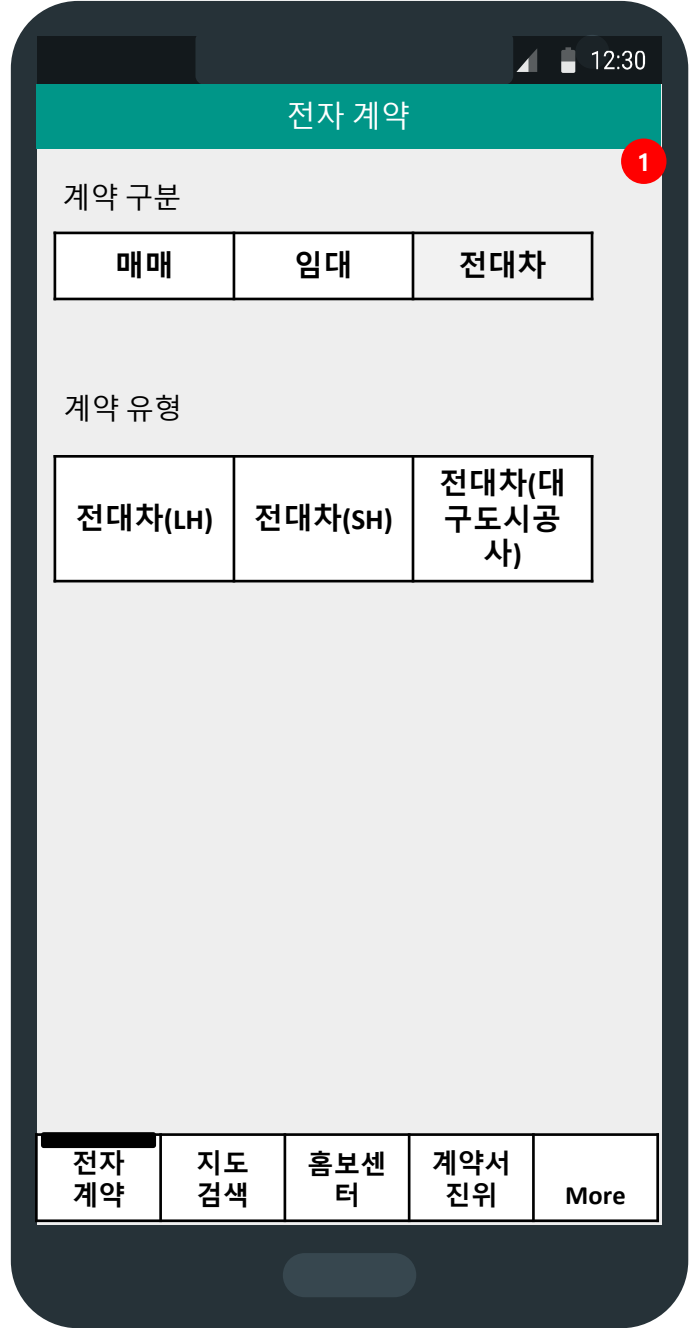 12:30
전자 계약
1
계약 구분
매매 임대 전대차
계약 유형
전대차(LH) 전대차(SH) 전대차(대
구도시공
사)
전자 지도 홍보센 계약서
계약 검색 터 진위 More